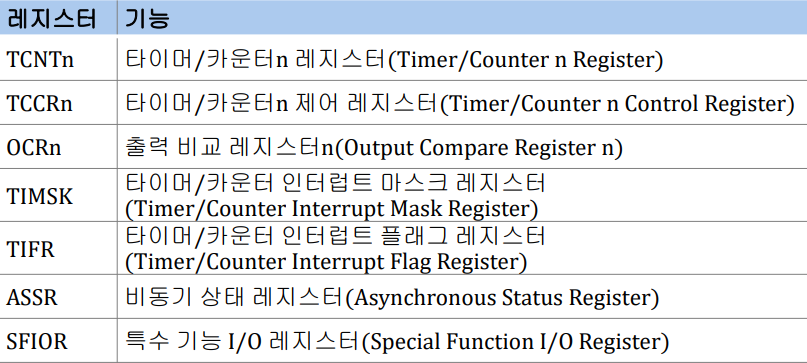 레지스터 기능
TCNTn 타이머/카운터n 레지스터(Timer/Counter n Register)
TCCRn 타이머/카운터n 제어 레지스터(Timer/Counter n Control Register)
OCRn 출력 비교 레지스터n(Output Compare Register n)
TIMSK 타이머/카운터 인터럽트 마스크 레지스터
(Timer/Counter Interrupt Mask Register)
TIFR 타이머/카운터 인터럽트 플래그 레지스터
(Timer/Counter Interrupt Flag Register)
ASSR 비동기 상태 레지스터(Asynchronous Status Register)
SFIOR 특수 기능 I/O 레지스터(Special Function I/O Register)